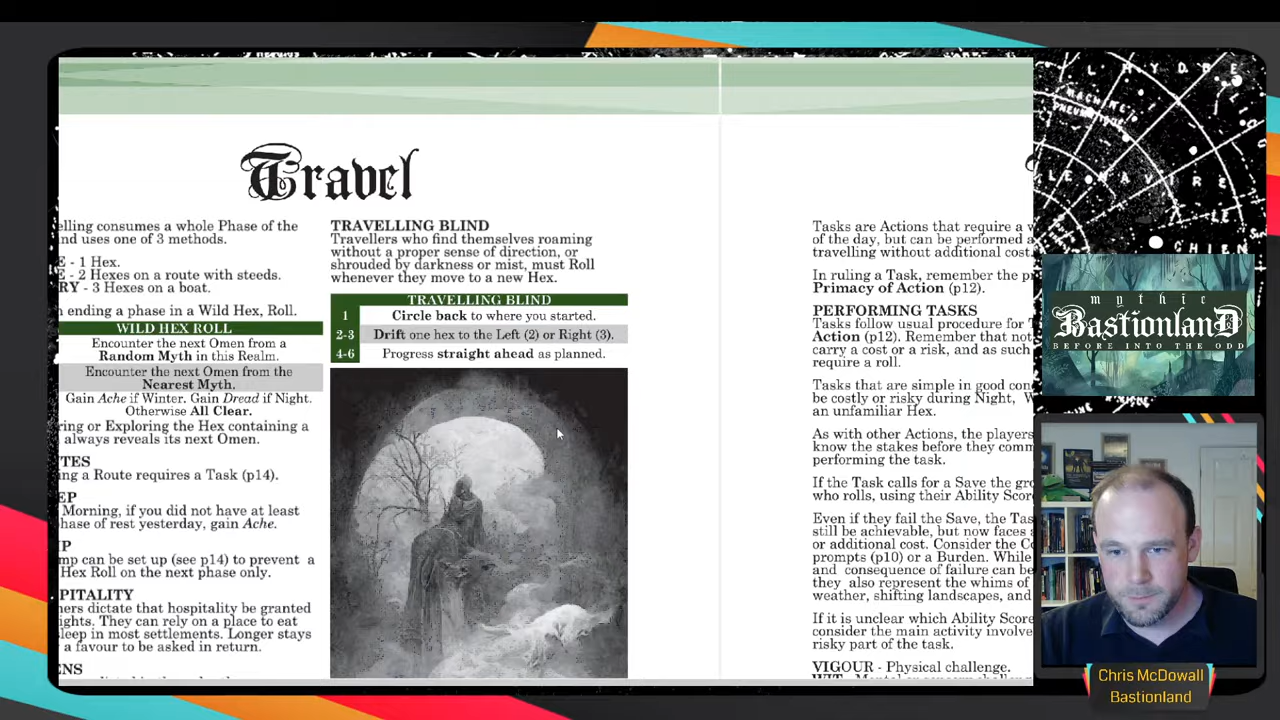 Travel
elling consumes a whole Phase of the
nd uses one of 3 methods.
E - 1 Hex.
E - 2 Hexes on a route with steeds.
RY - 3 Hexes on a boat.
n ending a phase in a Wild Hex, Roll.
WILD HEX ROLL
Encounter the next Omen from a
Random Myth in this Realm.
Encounter the next Omen from the
Nearest Myth.
Gain Ache if Winter. Gain Dread if Night.
Otherwise All Clear.
ring or Exploring the Hex containing a
always reveals its next Omen.
TES
ng a Route requires a Task (p14).
EP
Morning, if you did not have at least
hase of rest yesterday, gain Ache.
IP
mp can be set up (see p14) to prevent a
Hex Roll on the next phase only.
PITALITY
ners dictate that hospitality be granted
ights. They can rely on a place to eat
leep in most settlements. Longer stays
a favour to be asked in return.
ENS
TRAVELLING BLIND
Travellers who find themselves roaming
without a proper sense of direction, or
shrouded by darkness or mist, must Roll
whenever they move to a new Hex.
TRAVELLING BLIND
1 Circle back to where you started.
2-3 Drift one hex to the Left (2) or Right (3).
4-6 Progress straight ahead as planned.
Tasks are Actions that require a
of the day, but can be performed a
travelling without additional cost.
In ruling a Task, remember the
Primacy of Action (p12).
PERFORMING TASKS
Tasks follow usual procedure for
Action (p12). Remember that not
carry a cost or a risk, and as such
require a roll.
Tasks that are simple in good con
be costly or risky during Night, W
an unfamiliar Hex.
As with other Actions, the players
know the stakes before they comm
performing the task.
If the Task calls for a Save the gro
who rolls, using their Ability Scor
Even if they fail the Save, the Tas
still be achievable, but now faces
or additional cost. Consider the Co
prompts (p10) or a Burden. While
and consequence of failure can be
they also represent the whims of
weather, shifting landscapes, and
If it is unclear which Ability Score
consider the main activity involve
risky part of the task.
VIGOUR - Physical challenge.
mythic
Bastionland
BEFORE INTO THE ODD
Chris McDowall
Bastionland